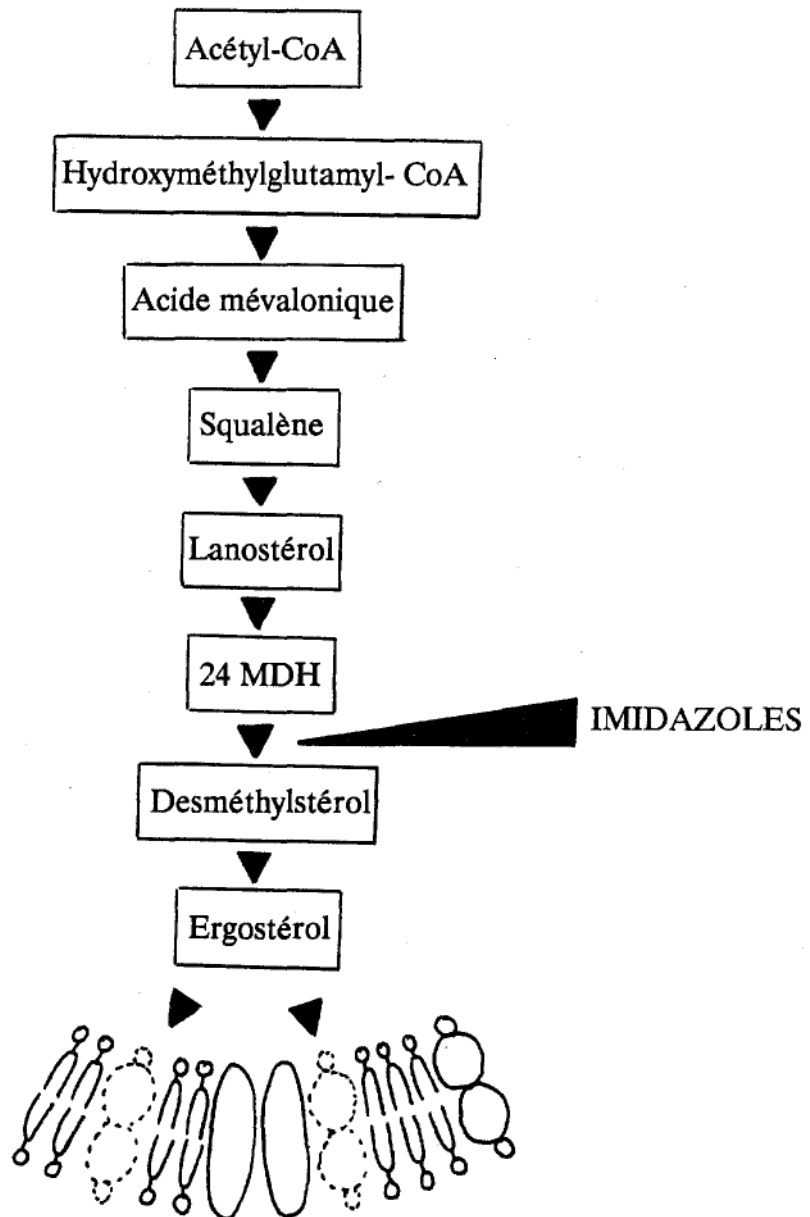 Acétyl-CoA
Hydroxyméthylglutamyl- CoA
Acide mévalonique
Squalène
Lanostérol
24 MDH
IMIDAZOLES
Desméthylstérol
Ergostérol